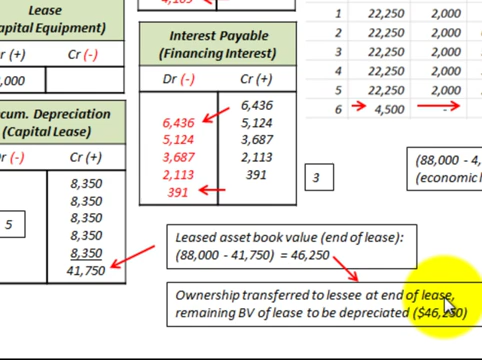 Lease
apital Equipment)
r (+) Cr (-)
,000
cum. Depreciation
(Capital Lease)
r (-) Cr (+)
8,350
8,350
8,350
8,350
8,350
41,750
5
Interest Payable
(Financing Interest)
Dr (-) Cr (+)
6,436
6,436 5,124
5,124 3,687
3,687 2,113
2,113 391
391
3
1 22,250 2,000
2 22,250 2,000
3 22,250 2,000
4 22,250 2,000
5 22,250 2,000
6 4,500 -
(88,000 - 4,
(economic l
Leased asset book value (end of lease):
(88,000 - 41,750) = 46,250
Ownership transferred to lessee at end of lease,
remaining BV of lease to be depreciated ($46,250)